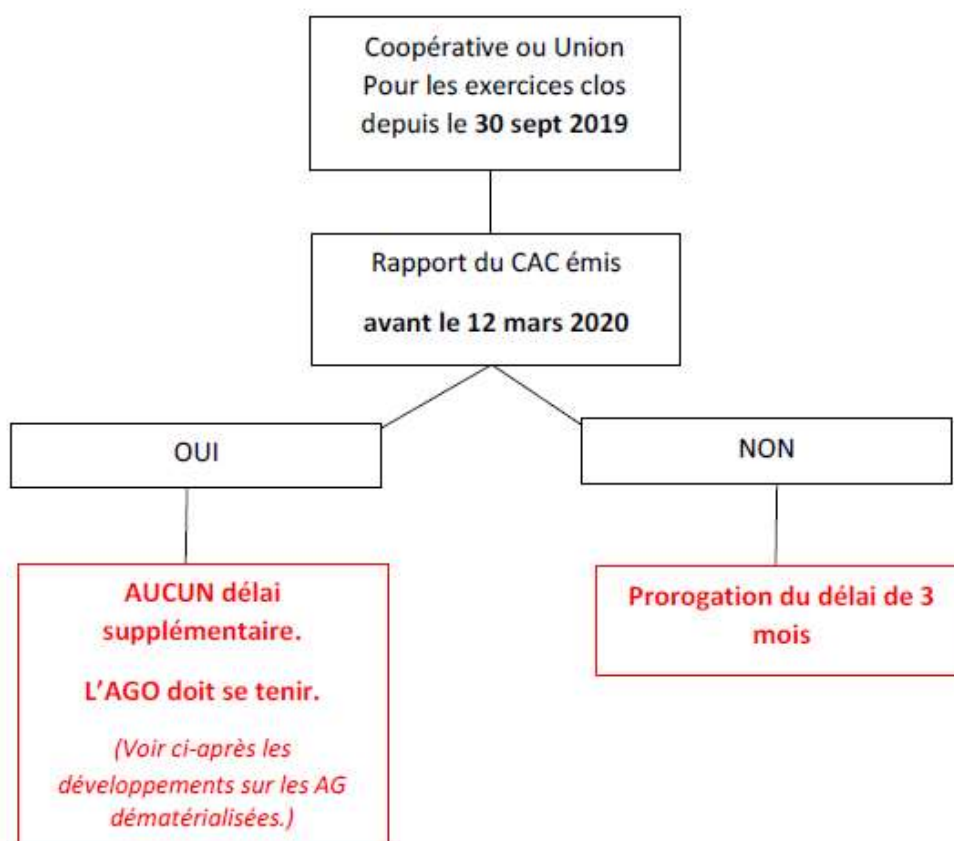 Coopérative ou Union
Pour les exercices clos
depuis le 30 sept 2019
Rapport du CAC émis
avant le 12 mars 2020
OUI
NON
AUCUN délai
supplémentaire.
L’AGO doit se tenir.
(Voir ci-après les
développements sur les AG
dématérialisées.)
Prorogation du délai de 3
mois